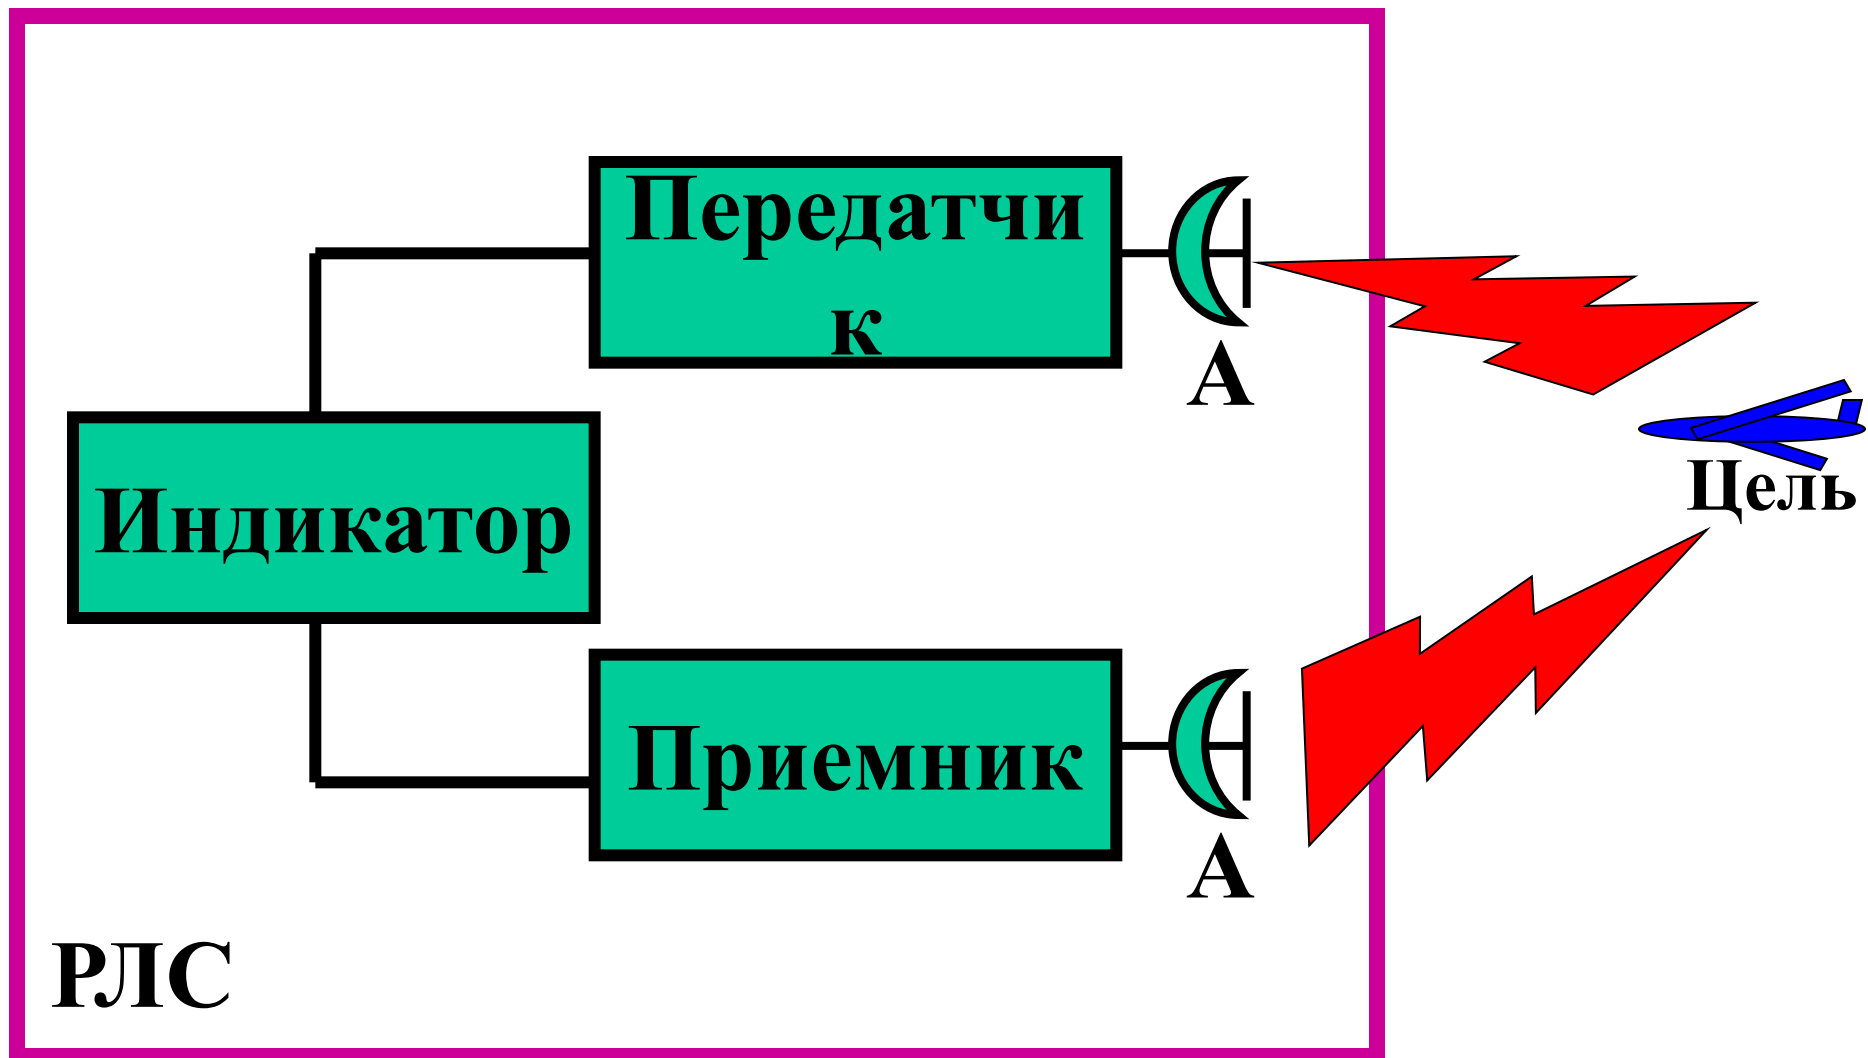 Передатчи
к
А
Индикатор
Цель
Приемник
А
РЛС